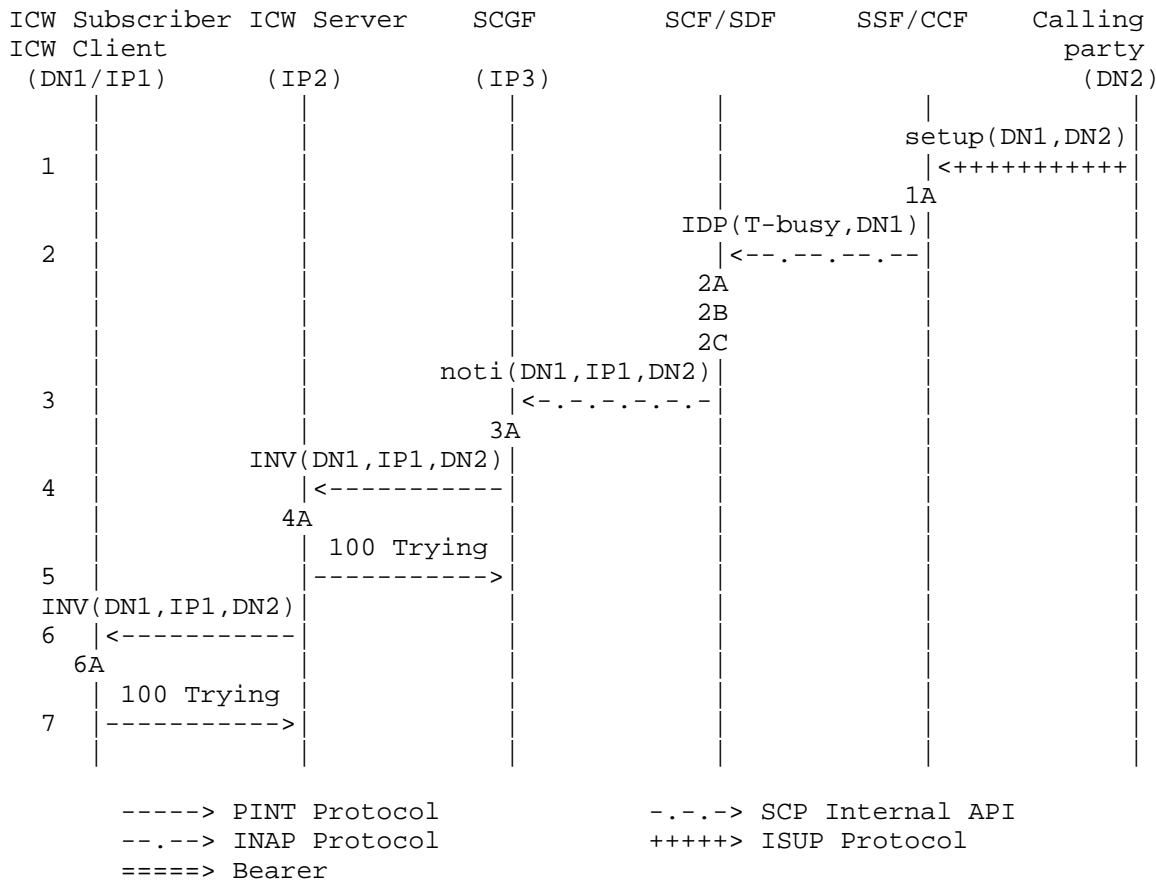 ICW Subscriber ICW Server SCGF SCF/SDF SSF/CCF Calling
ICW Client party
(DN1/IP1) (IP2) (IP3) (DN2)
setup(DN1,DN2)
1 <+++++++++++
1A
IDP(T-busy,DN1)
2 <--.--.--.--
2A
2B
2C
noti(DN1,IP1,DN2)
3 <-.-.-.-.-.-
3A
INV(DN1,IP1,DN2)
4 <-----------
4A
100 Trying
5 ----------->
INV(DN1,IP1,DN2)
6 <-----------
6A
100 Trying
7 ----------->
-----> PINT Protocol -.-.-> SCP Internal API
--.--> INAP Protocol +++++> ISUP Protocol
=====> Bearer